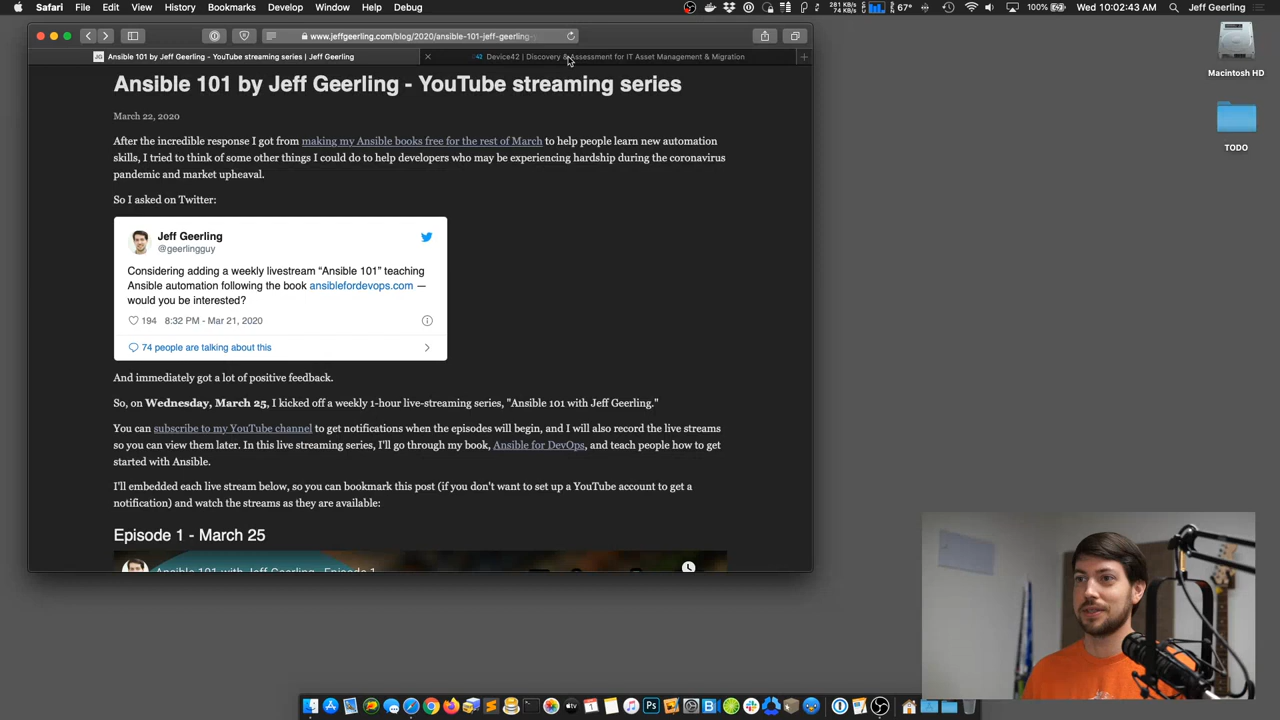 Safari File Edit View History Bookmarks Develop Window Help Debug
281 KB
74 KB
67°
100%
Wed 10:02:43 AM
Jeff Geerling
www.jeffgeerling.com/blog/2020/ansible-101-jeff-geerling-
Ansible 101 by Jeff Geerling - YouTube streaming series | Jeff Geerling
Device42 | Discovery & Assessment for IT Asset Management & Migration
Macintosh HD
TODO
Ansible 101 by Jeff Geerling - YouTube streaming series
March 22, 2020
After the incredible response I got from making my Ansible books free for the rest of March to help people learn new automation
skills, I tried to think of some other things I could do to help developers who may be experiencing hardship during the coronavirus
pandemic and market upheaval.
So I asked on Twitter:
Jeff Geerling
@geerlingguy
Considering adding a weekly livestream “Ansible 101” teaching
Ansible automation following the book ansiblefordevops.com —
would you be interested?
194 8:32 PM - Mar 21, 2020
74 people are talking about this
And immediately got a lot of positive feedback.
So, on Wednesday, March 25, I kicked off a weekly 1-hour live-streaming series, "Ansible 101 with Jeff Geerling."
You can subscribe to my YouTube channel to get notifications when the episodes will begin, and I will also record the live streams
so you can view them later. In this live streaming series, I'll go through my book, Ansible for DevOps, and teach people how to get
started with Ansible.
I'll embedded each live stream below, so you can bookmark this post (if you don't want to set up a YouTube account to get a
notification) and watch the streams as they are available:
Episode 1 - March 25
Ansible 101 with Jeff Geerling - Episode 1